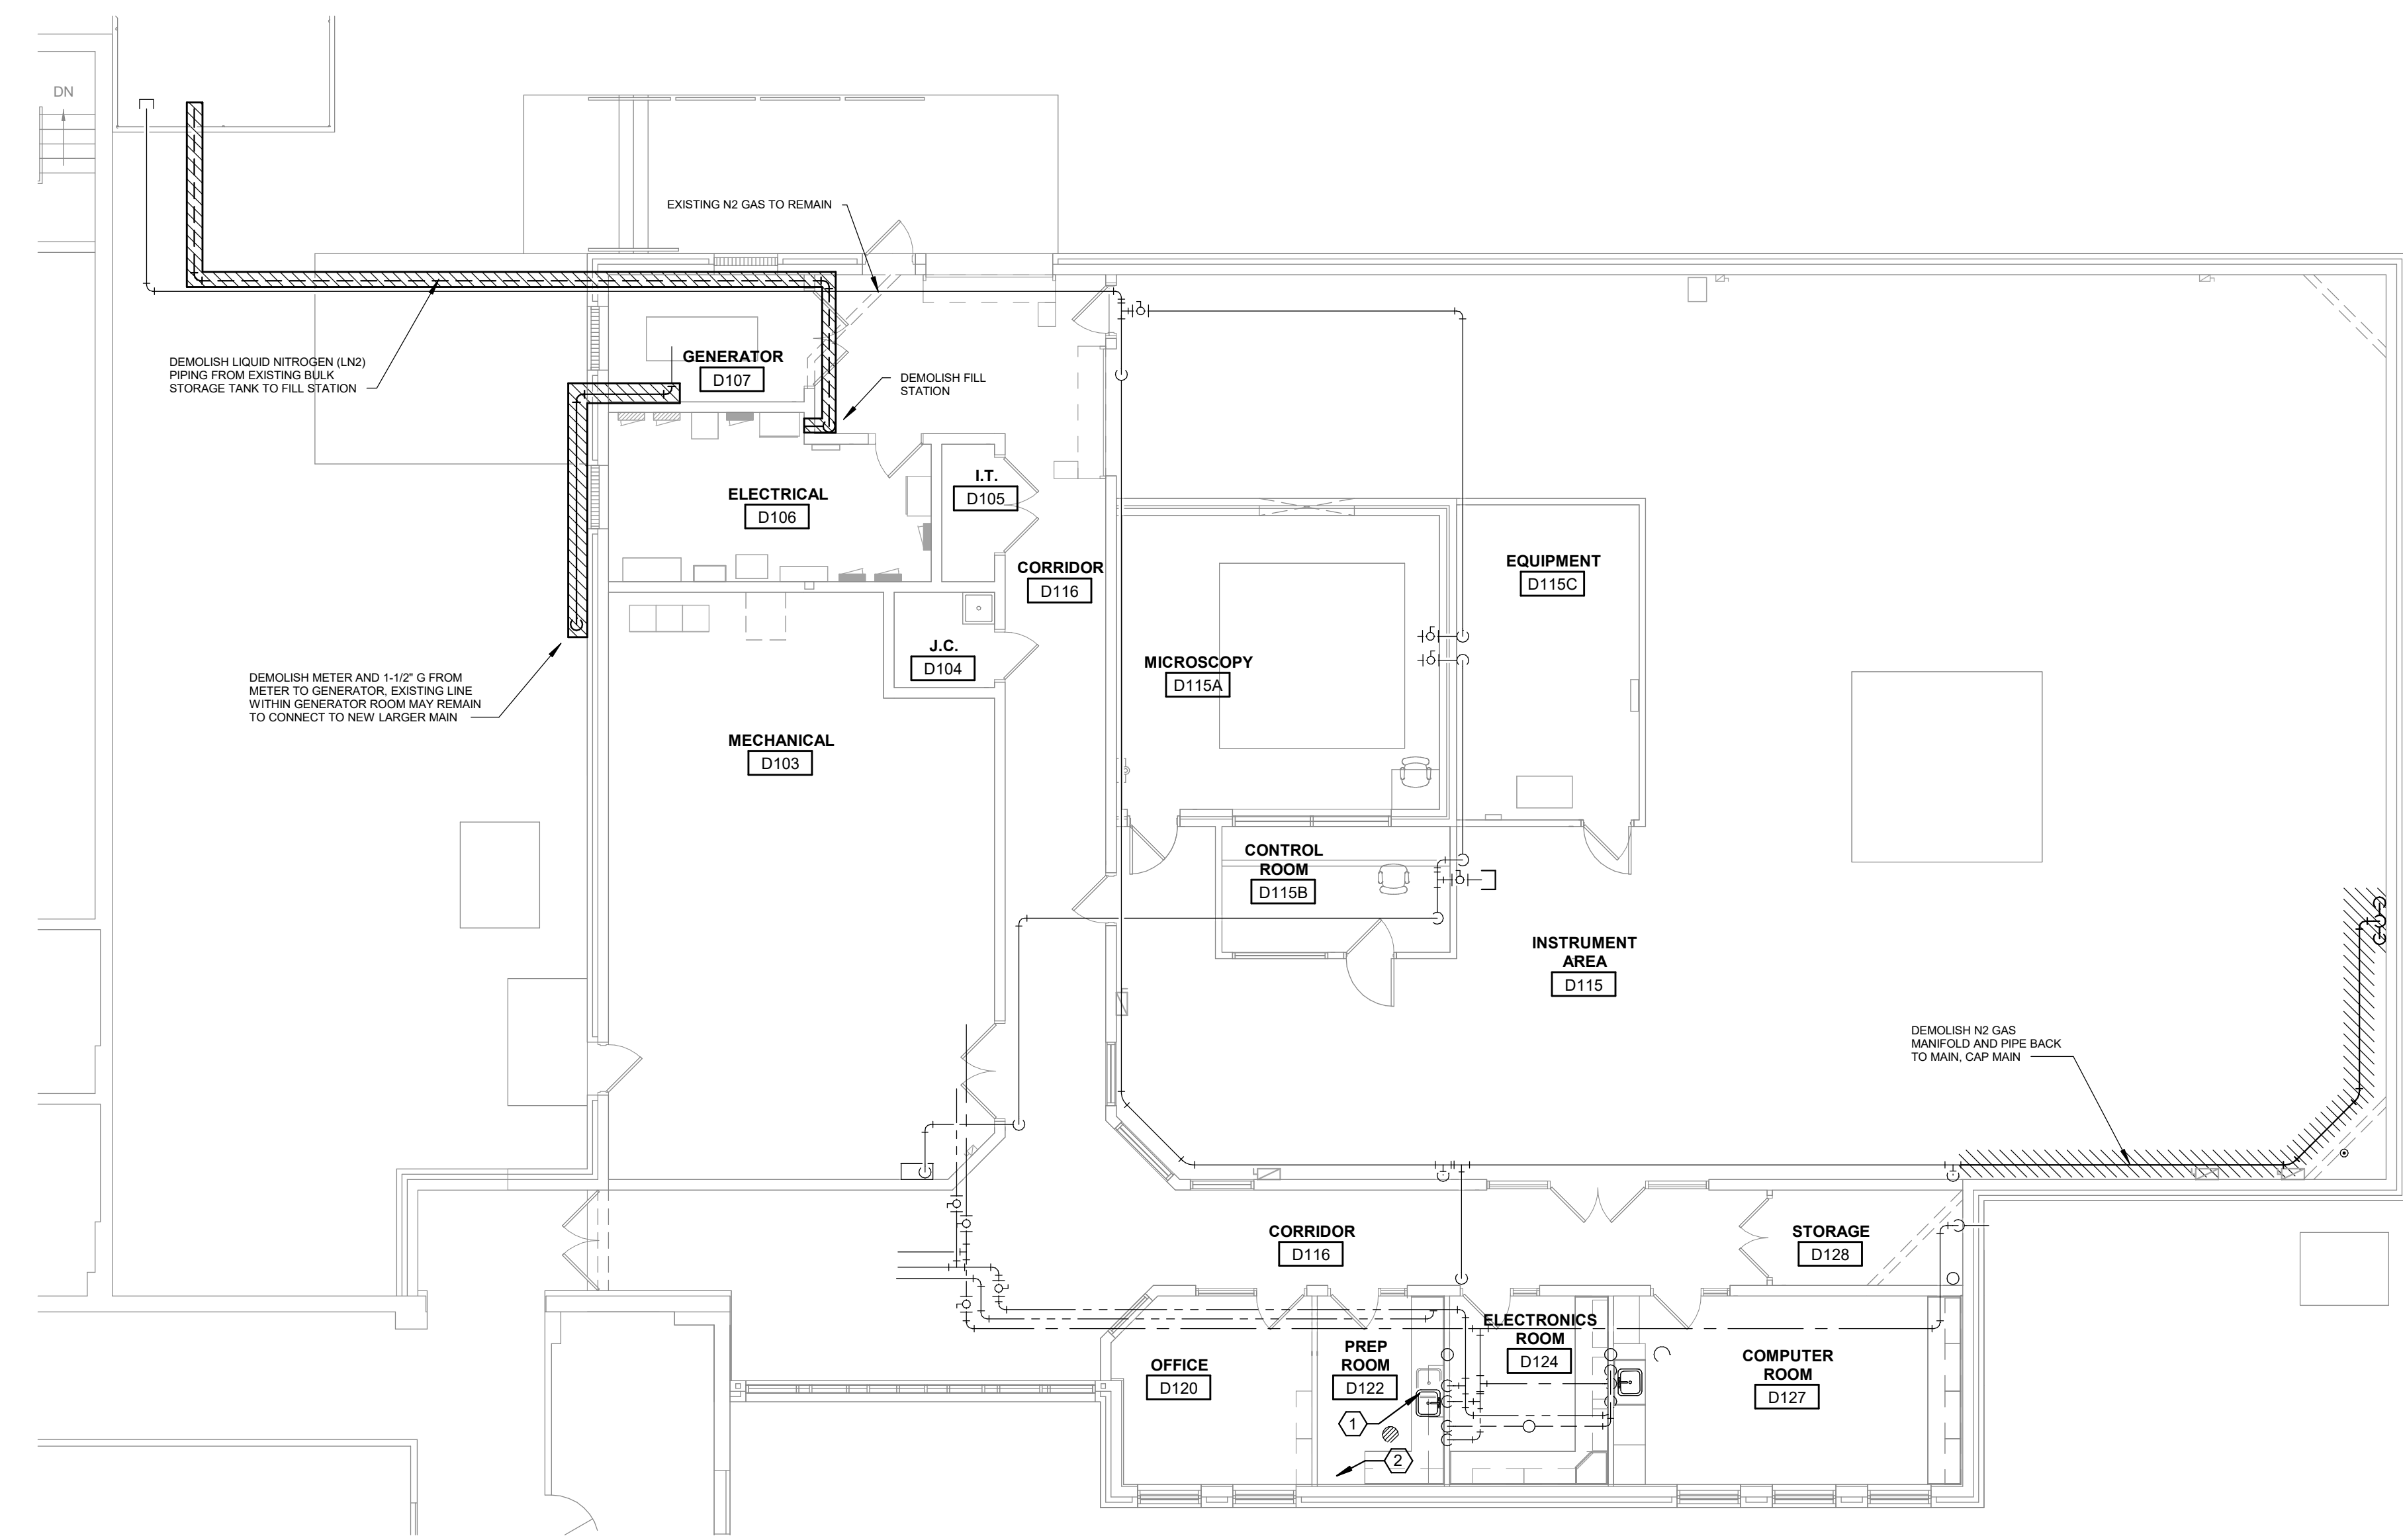 DN
EXISTING N2 GAS TO REMAIN
DEMOLISH LIQUID NITROGEN (LN2)
PIPING FROM EXISTING BULK
STORAGE TANK TO FILL STATION
GENERATOR
D107
DEMOLISH FILL
STATION
ELECTRICAL
D106
I.T.
D105
CORRIDOR
D116
EQUIPMENT
D115C
J.C.
D104
MICROSCOPY
D115A
DEMOLISH METER AND 1-1/2" G FROM
METER TO GENERATOR, EXISTING LINE
WITHIN GENERATOR ROOM MAY REMAIN
TO CONNECT TO NEW LARGER MAIN
MECHANICAL
D103
CONTROL
ROOM
D115B
INSTRUMENT
AREA
D115
DEMOLISH N2 GAS
MANIFOLD AND PIPE BACK
TO MAIN, CAP MAIN
CORRIDOR
D116
STORAGE
D128
OFFICE
D120
PREP
ROOM
D122
ELECTRONICS
ROOM
D124
COMPUTER
ROOM
D127
1
2